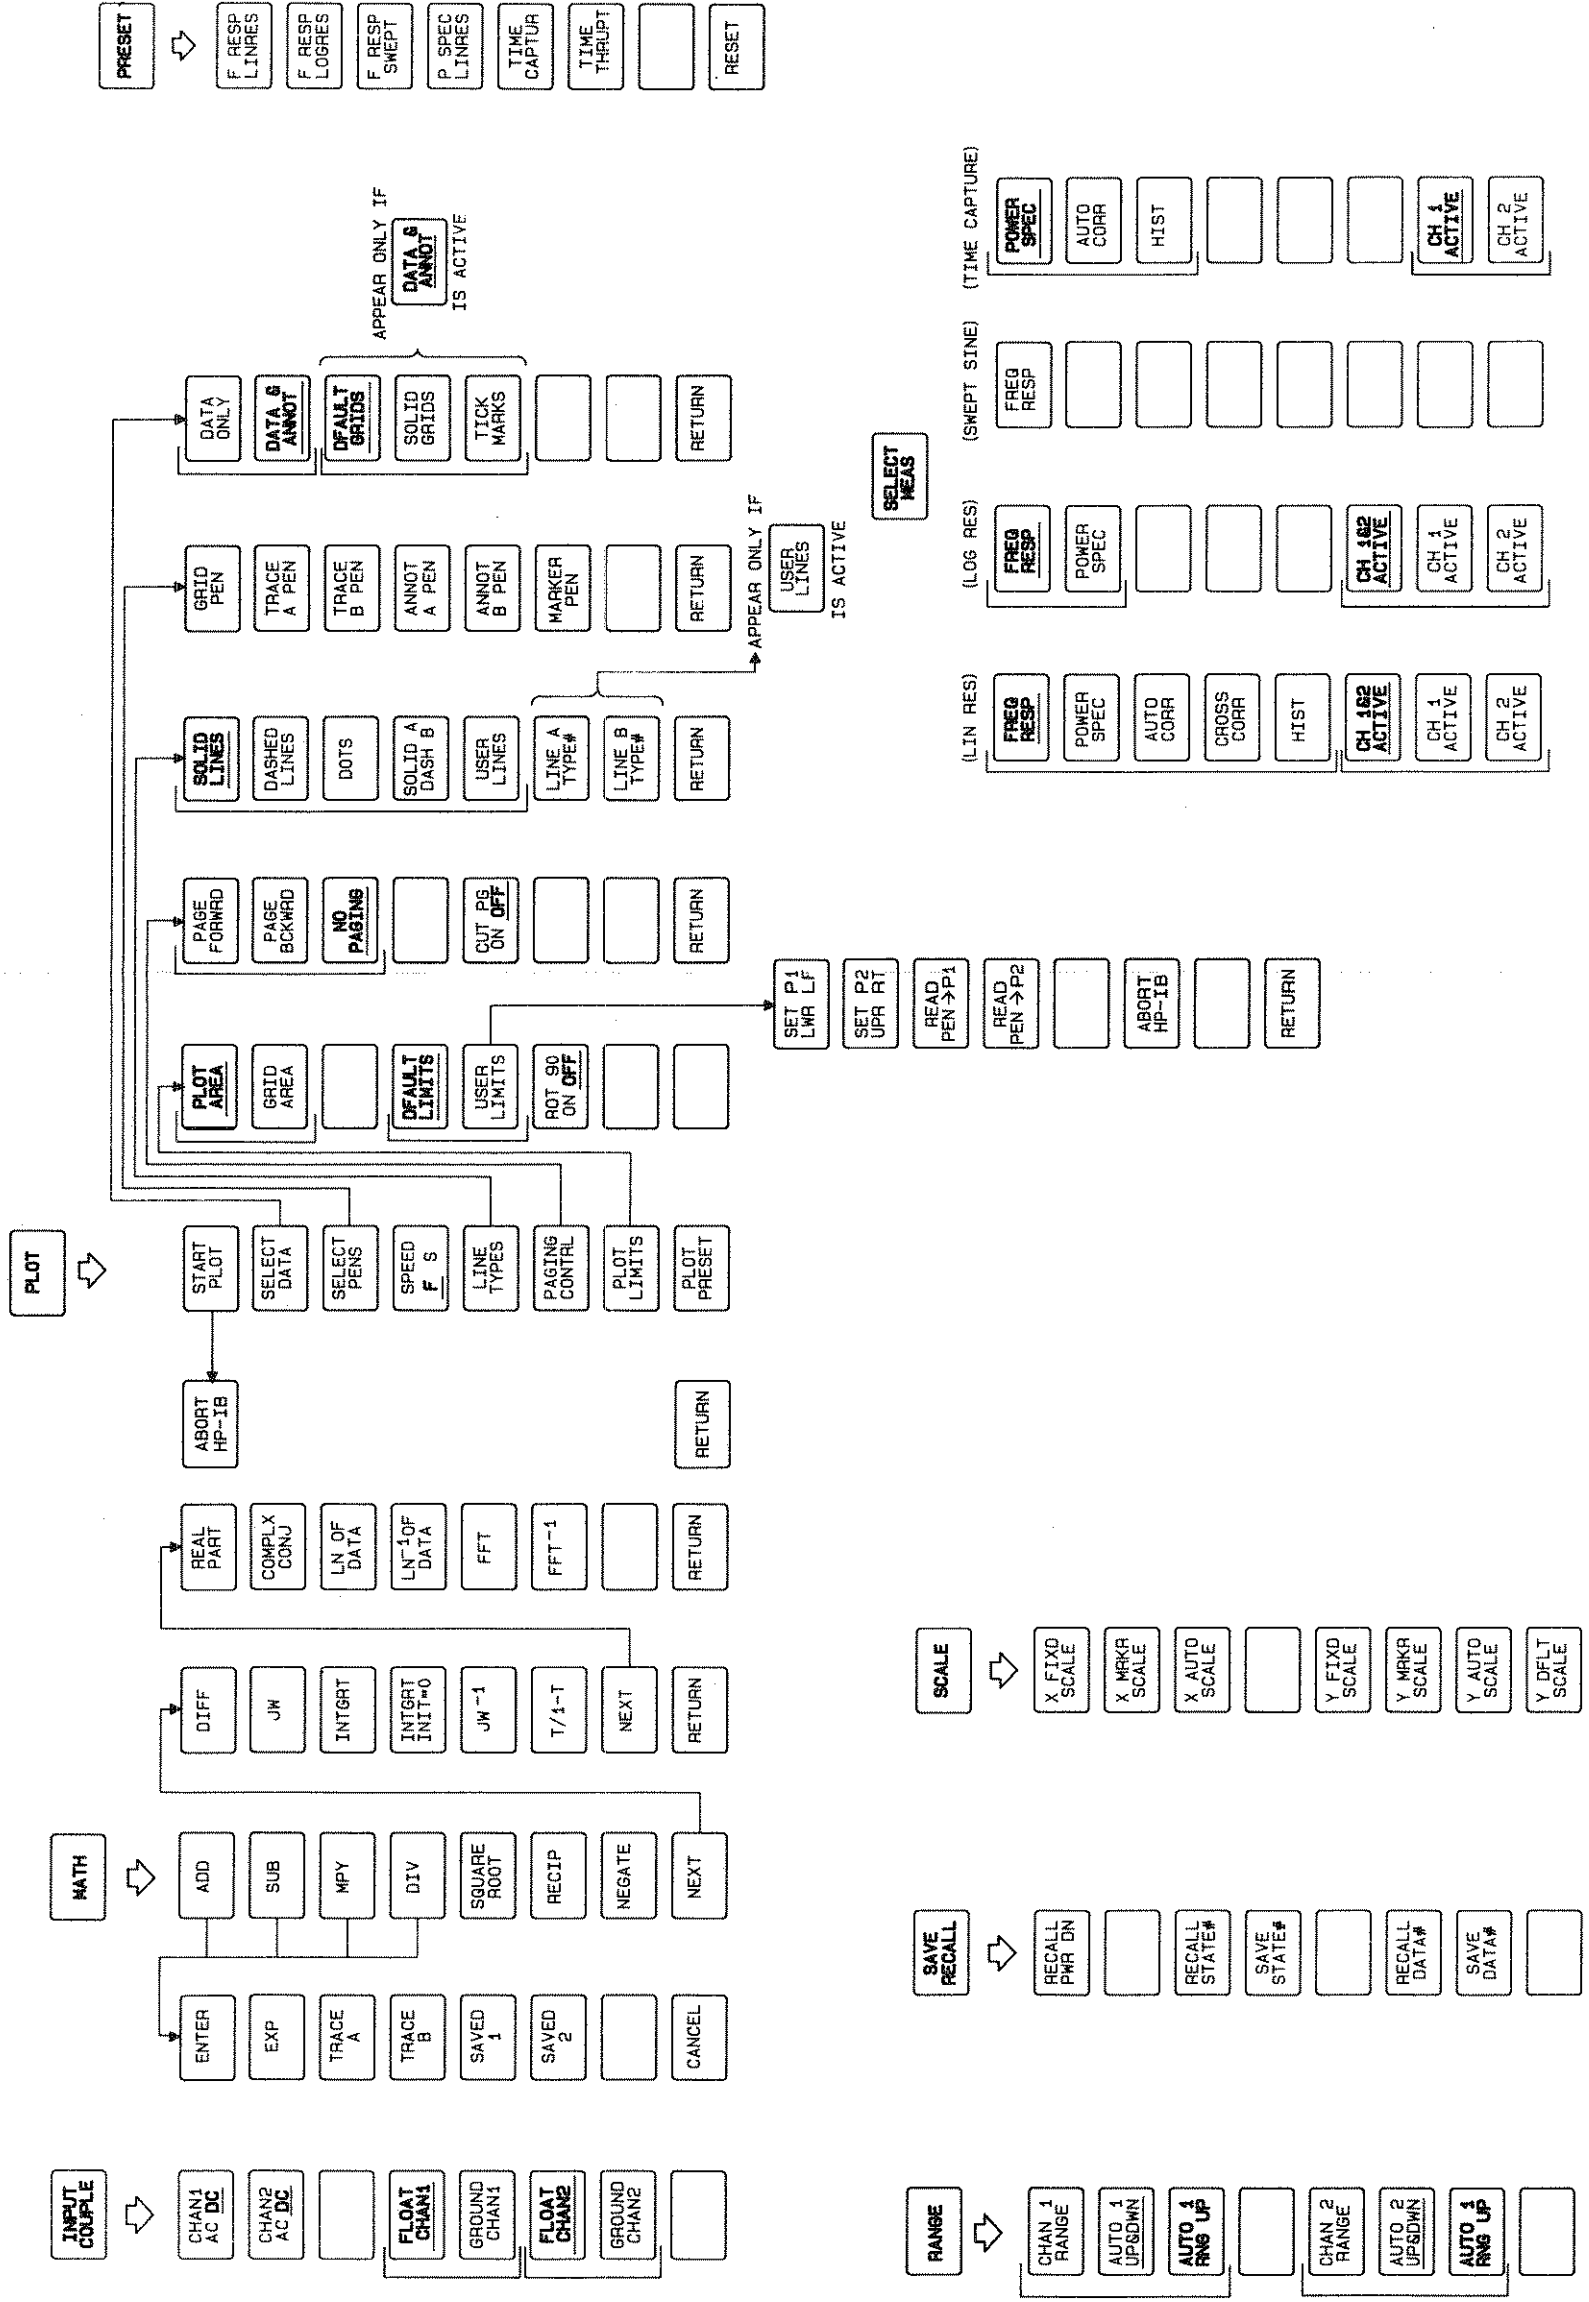 INPUT
COUPLE
CHAN1
AC DC
CHAN2
AC DC
FLOAT
CHAN1
GROUND
CHAN1
FLOAT
CHAN2
GROUND
CHAN2
MATH
ENTER
EXP
TRACE
A
TRACE
B
SAVED
1
SAVED
2
CANCEL
ADD
SUB
MPY
DIV
SQUARE
ROOT
RECIP
NEGATE
NEXT
DIFF
JW
INTGRT
INTGRT
INIT=0
JW-1
T/1-T
NEXT
RETURN
REAL
PART
COMPLX
CONJ
LN OF
DATA
LN-1OF
DATA
FFT
FFT-1
RETURN
PLOT
ABORT
HP-IB
RETURN
START
PLOT
SELECT
DATA
SELECT
PENS
SPEED
F S
LINE
TYPES
PAGING
CONTRL
PLOT
LIMITS
PLOT
PRESET
PLOT
AREA
GRID
AREA
DFAULT
LIMITS
USER
LIMITS
ROT 90
ON OFF
SET P1
LWR LF
SET P2
UPR RT
READ
PEN→P1
READ
PEN→P2
ABORT
HP-IB
RETURN
PAGE
FORWRD
PAGE
BCKWRD
NO
PAGING
CUT PG
ON OFF
RETURN
SOLID
LINES
DASHED
LINES
DOTS
SOLID A
DASH B
USER
LINES
LINE A
TYPE#
LINE B
TYPE#
RETURN
APPEAR ONLY IF
USER
LINES
IS ACTIVE
GRID
PEN
TRACE
A PEN
TRACE
B PEN
ANNOT
A PEN
ANNOT
B PEN
MARKER
PEN
RETURN
DATA
ONLY
DATA &
ANNOT
DFAULT
GRIDS
SOLID
GRIDS
TICK
MARKS
RETURN
APPEAR ONLY IF
DATA &
ANNOT
IS ACTIVE
PRESET
F RESP
LINRES
F RESP
LOGRES
F RESP
SWEPT
P SPEC
LINRES
TIME
CAPTUR
TIME
THRUPT
RESET
RANGE
CHAN 1
RANGE
AUTO 1
UP&DWN
AUTO 1
RNG UP
CHAN 2
RANGE
AUTO 2
UP&DWN
AUTO 1
RNG UP
SAVE
RECALL
RECALL
PWR DN
RECALL
STATE#
SAVE
STATE#
RECALL
DATA#
SAVE
DATA#
SCALE
X FIXD
SCALE
X MRKR
SCALE
X AUTO
SCALE
Y FIXD
SCALE
Y MRKR
SCALE
Y AUTO
SCALE
Y DFLT
SCALE
SELECT
MEAS
(LIN RES)
FREQ
RESP
POWER
SPEC
AUTO
CORR
CROSS
CORR
HIST
CH 1&2
ACTIVE
CH 1
ACTIVE
CH 2
ACTIVE
(LOG RES)
FREQ
RESP
POWER
SPEC
CH 1&2
ACTIVE
CH 1
ACTIVE
CH 2
ACTIVE
(SWEPT SINE)
FREQ
RESP
(TIME CAPTURE)
POWER
SPEC
AUTO
CORR
HIST
CH 1
ACTIVE
CH 2
ACTIVE